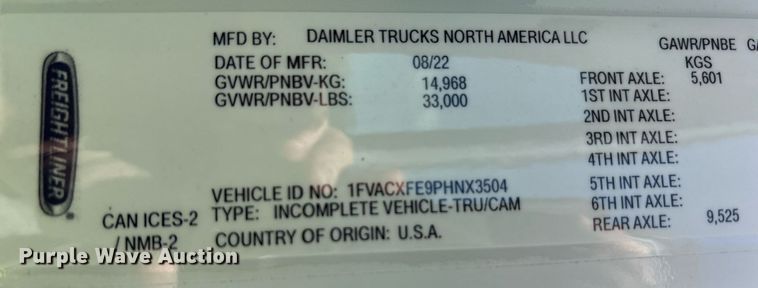 MFD BY: DAIMLER TRUCKS NORTH AMERICA LLC
DATE OF MFR: 08/22
GVWR/PNBV-KG: 14,968
GVWR/PNBV-LBS: 33,000
GAWR/PNBE
KGS
FRONT AXLE: 5,601
1ST INT AXLE:
2ND INT AXLE:
3RD INT AXLE:
4TH INT AXLE:
5TH INT AXLE:
6TH INT AXLE:
REAR AXLE: 9,525
FREIGHTLINER
VEHICLE ID NO: 1FVACXFE9PHNX3504
TYPE: INCOMPLETE VEHICLE-TRU/CAM
COUNTRY OF ORIGIN: U.S.A.
CAN ICES-2
/ NMB-2
Purple Wave Auction